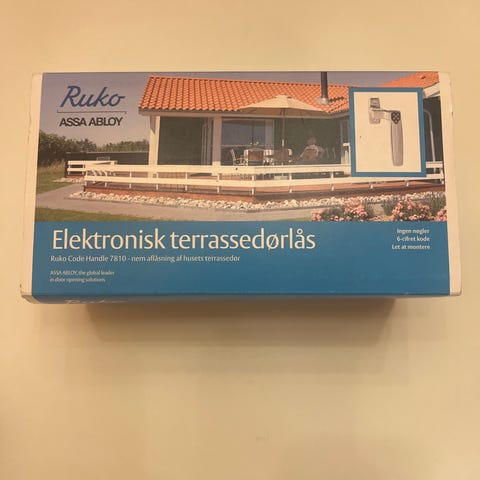 Ruko
ASSA ABLOY
Elektronisk terrassedørlås
Ruko Code Handle 7810 - nem aflåsning af husets terrassedør
ASSA ABLOY, the global leader
in door opening solutions
Ingen nøgler
6-cifret kode
Let at montere